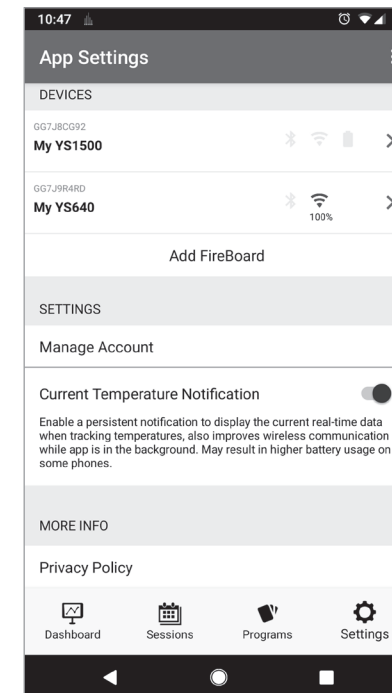 10:47
App Settings
DEVICES
GG7J8CG92
My YS1500
GG7J9R4RD
My YS640
100%
Add FireBoard
SETTINGS
Manage Account
Current Temperature Notification
Enable a persistent notification to display the current real-time data
when tracking temperatures, also improves wireless communication
while app is in the background. May result in higher battery usage on
some phones.
MORE INFO
Privacy Policy
Dashboard Sessions Programs Settings